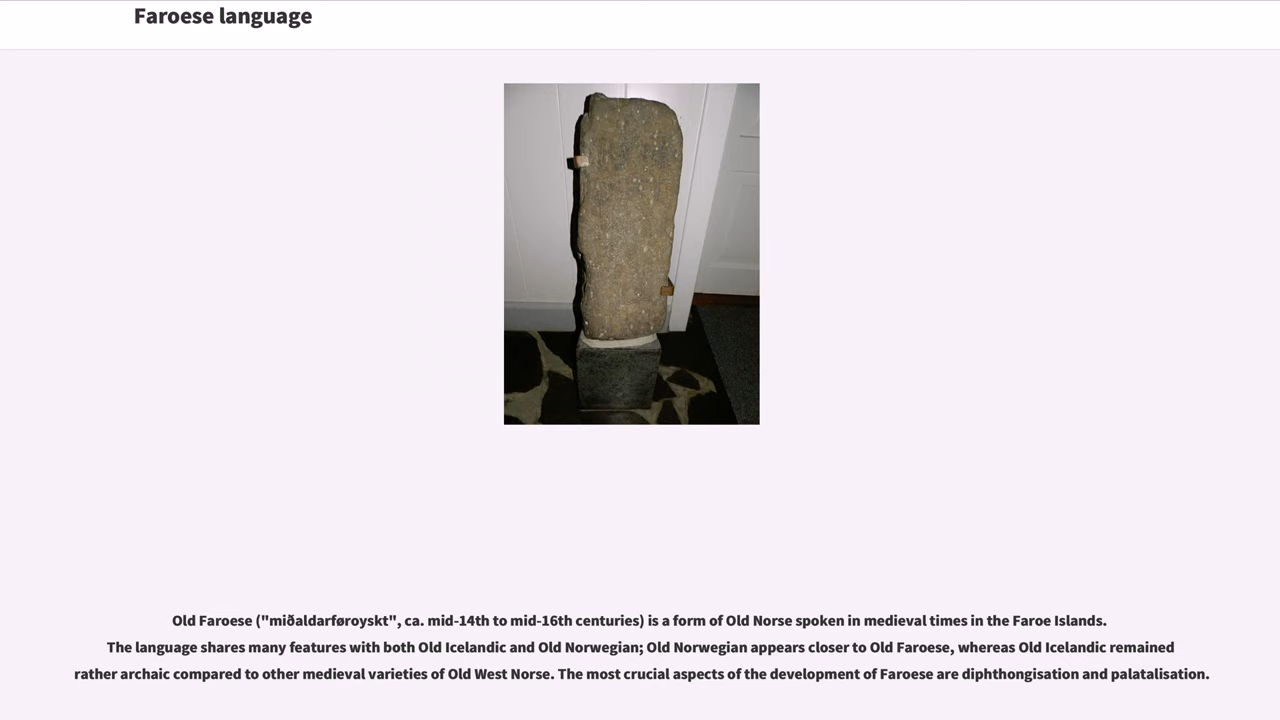 Faroese language
Old Faroese ("miðaldarføroyskt", ca. mid-14th to mid-16th centuries) is a form of Old Norse spoken in medieval times in the Faroe Islands.
The language shares many features with both Old Icelandic and Old Norwegian; Old Norwegian appears closer to Old Faroese, whereas Old Icelandic remained
rather archaic compared to other medieval varieties of Old West Norse. The most crucial aspects of the development of Faroese are diphthongisation and palatalisation.